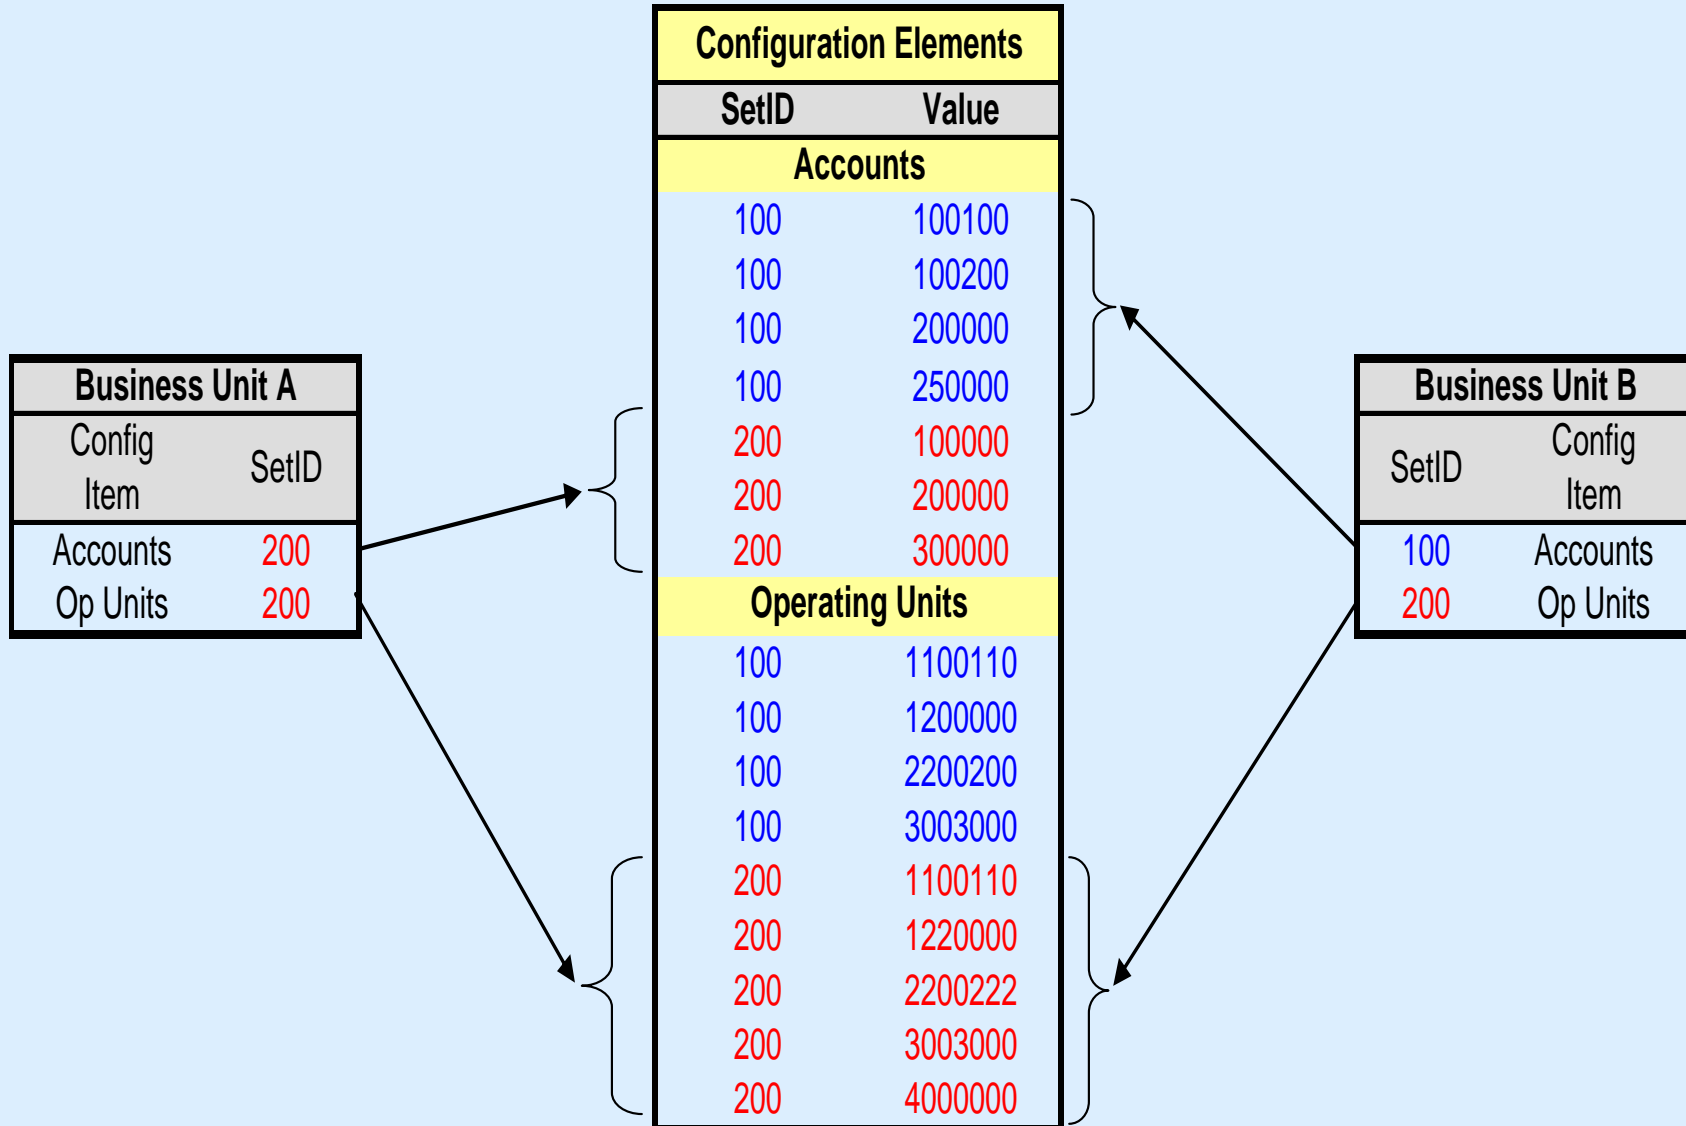 Configuration Elements
SetID Value
Accounts
100 100100
100 100200
100 200000
100 250000
200 100000
200 200000
200 300000
Operating Units
100 1100110
100 1200000
100 2200200
100 3003000
200 1100110
200 1220000
200 2200222
200 3003000
200 4000000
Business Unit A
Config
Item
SetID
Accounts 200
Op Units 200
Business Unit B
SetID
Config
Item
100 Accounts
200 Op Units